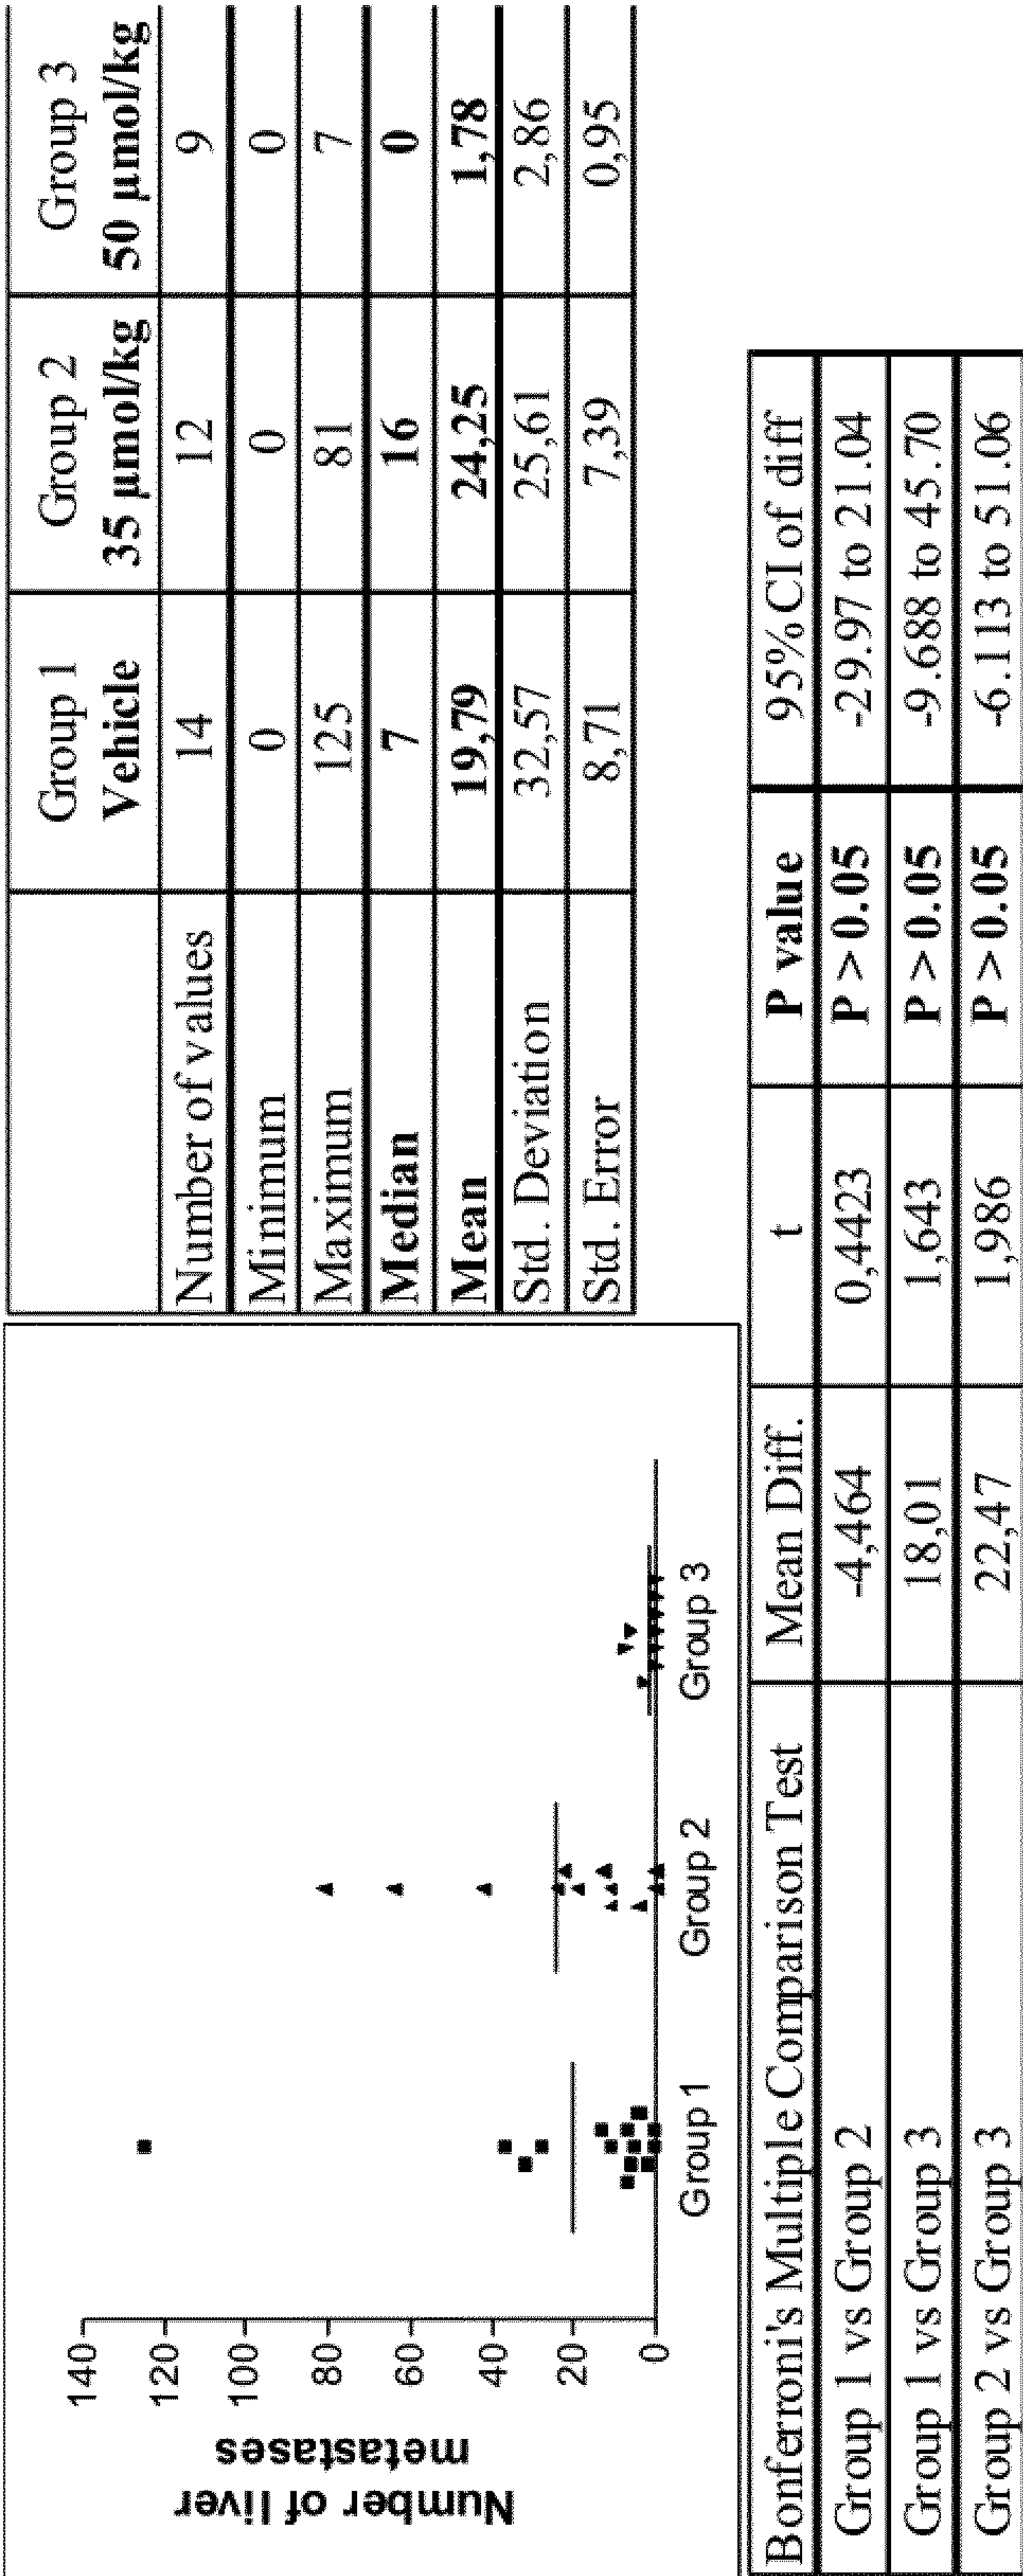 Number of liver
metastases
140
120
100
80
60
40
20
0
Group 1
Group 2
Group 3
Group 1 Group 2 Group 3
Vehicle 35 µmol/kg 50 µmol/kg
Number of values 14 12 9
Minimum 0 0 0
Maximum 125 81 7
Median 7 16 0
Mean 19,79 24,25 1,78
Std. Deviation 32,57 25,61 2,86
Std. Error 8,71 7,39 0,95
Bonferroni's Multiple Comparison Test Mean Diff. t P value 95% CI of diff
Group 1 vs Group 2 -4,464 0,4423 P > 0.05 -29.97 to 21.04
Group 1 vs Group 3 18,01 1,643 P > 0.05 -9.688 to 45.70
Group 2 vs Group 3 22,47 1,986 P > 0.05 -6.113 to 51.06